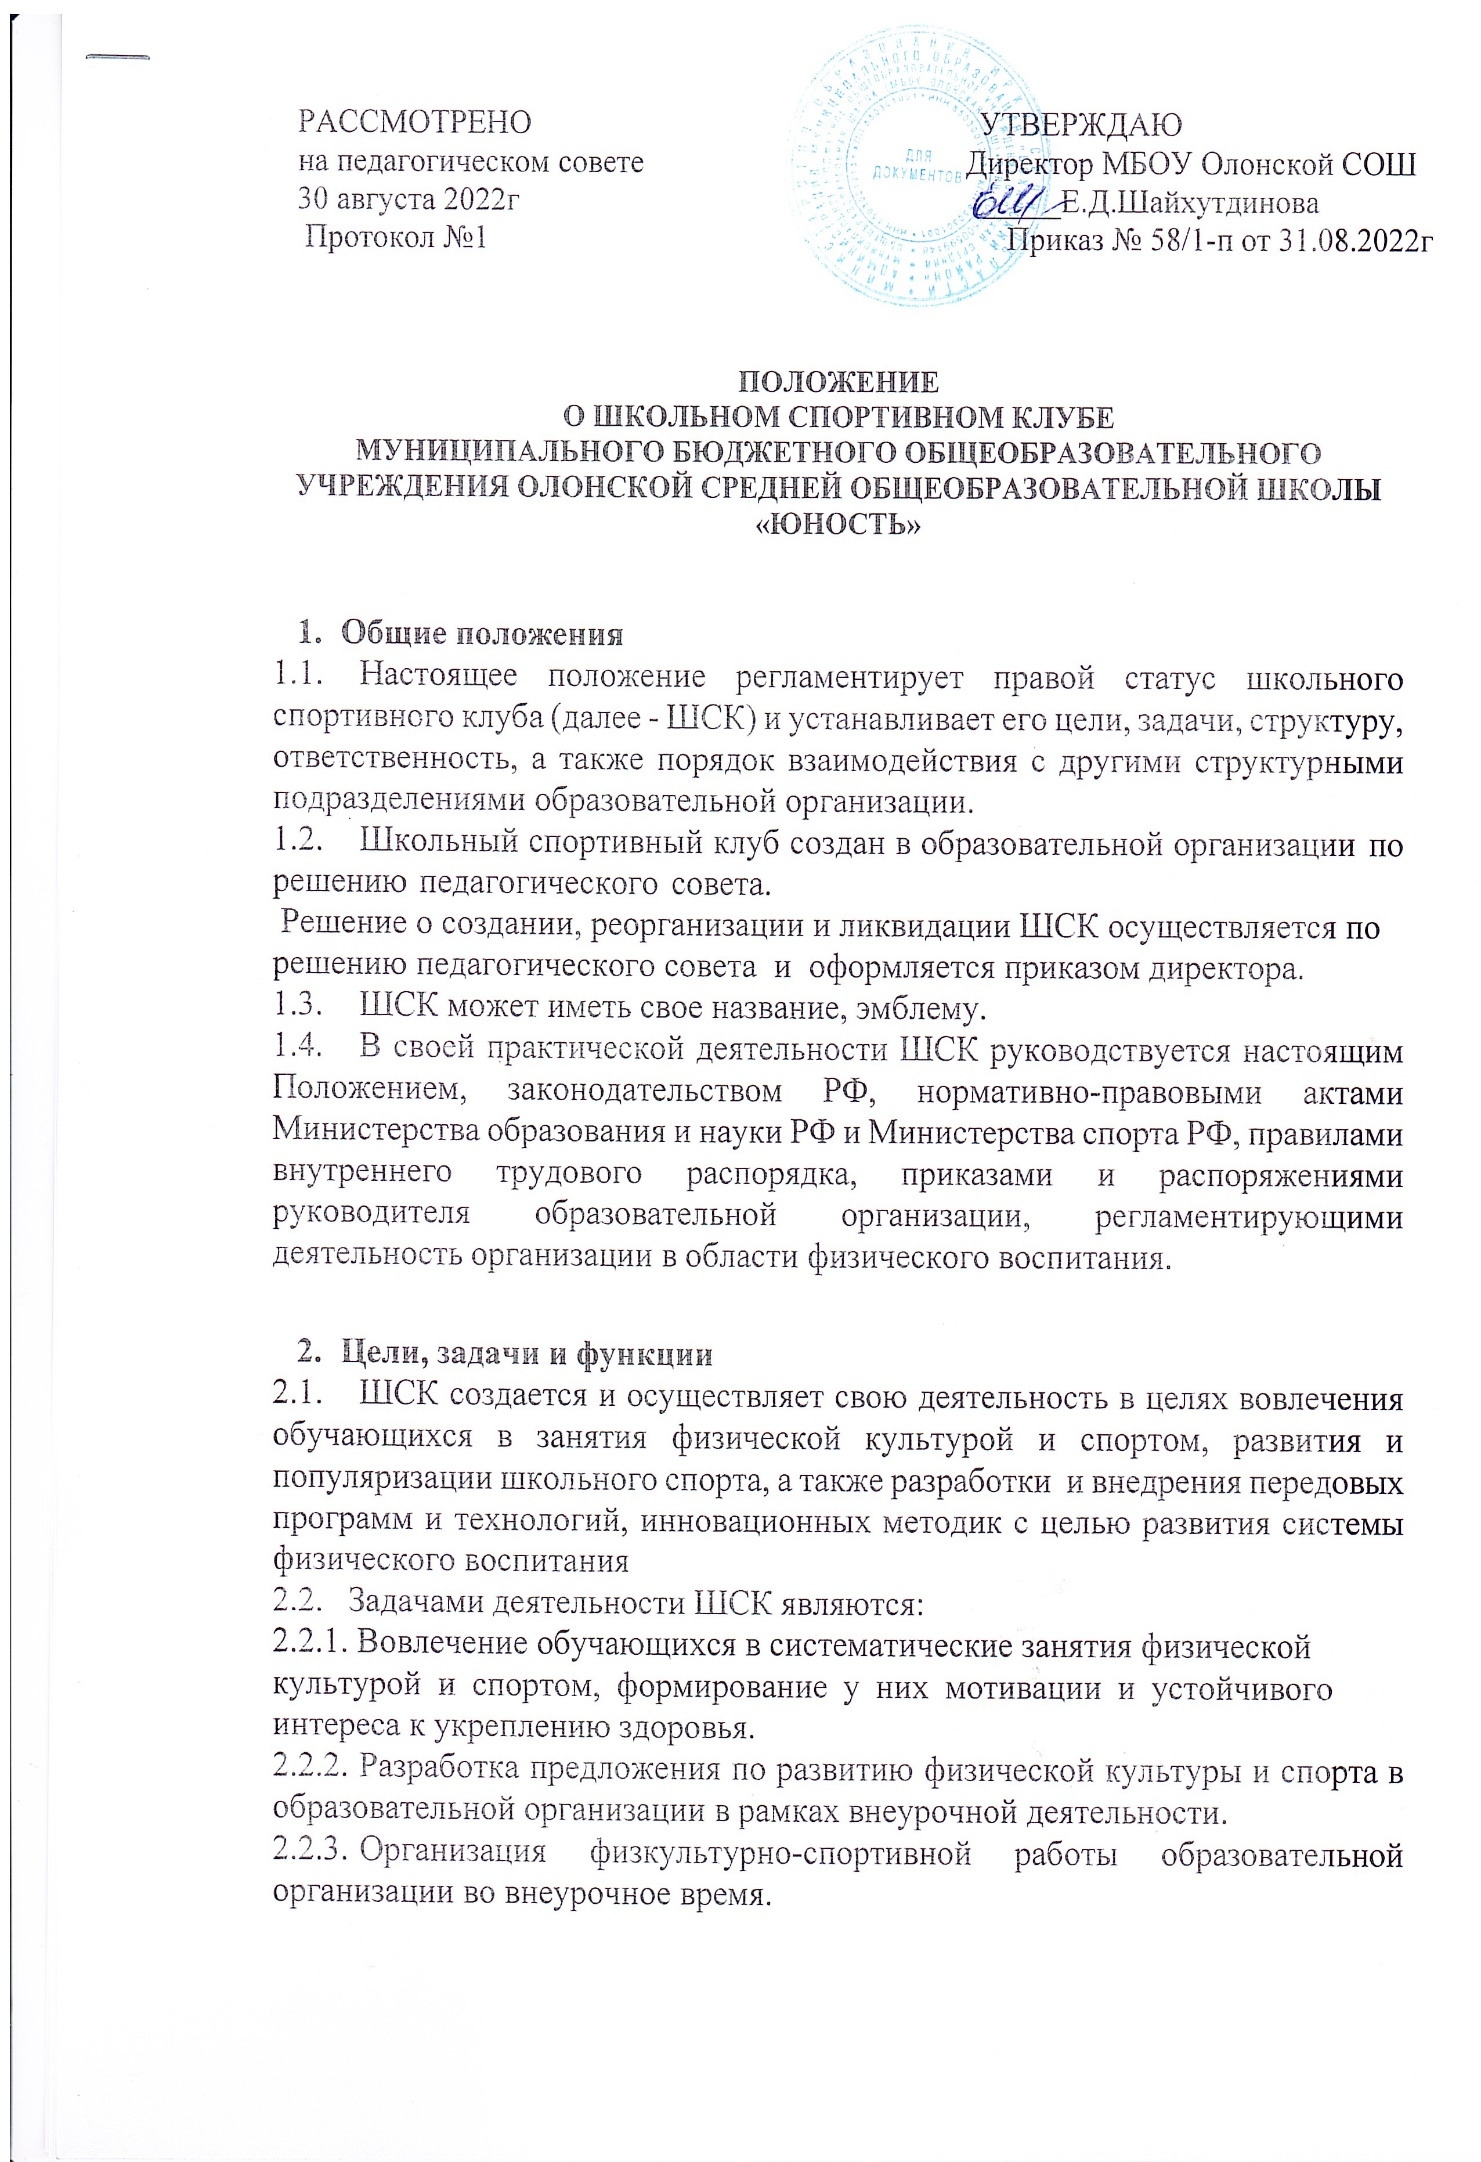 РАССМОТРЕНО
на педагогическом совете
30 августа 2022г
Протокол №1
УТВЕРЖДАЮ
Директор МБОУ Олонской СОШ
Е.Д.Шайхутдинова
Приказ № 58/1-п от 31.08.2022г
ДЛЯ
ДОКУМЕНТОВ
ПОЛОЖЕНИЕ
О ШКОЛЬНОМ СПОРТИВНОМ КЛУБЕ
МУНИЦИПАЛЬНОГО БЮДЖЕТНОГО ОБЩЕОБРАЗОВАТЕЛЬНОГО
УЧРЕЖДЕНИЯ ОЛОНСКОЙ СРЕДНЕЙ ОБЩЕОБРАЗОВАТЕЛЬНОЙ ШКОЛЫ
«ЮНОСТЬ»
1. Общие положения
1.1. Настоящее положение регламентирует правой статус школьного
спортивного клуба (далее - ШСК) и устанавливает его цели, задачи, структуру,
ответственность, а также порядок взаимодействия с другими структурными
подразделениями образовательной организации.
1.2. Школьный спортивный клуб создан в образовательной организации по
решению педагогического совета.
Решение о создании, реорганизации и ликвидации ШСК осуществляется по
решению педагогического совета и оформляется приказом директора.
1.3. ШСК может иметь свое название, эмблему.
1.4. В своей практической деятельности ШСК руководствуется настоящим
Положением, законодательством РФ, нормативно-правовыми актами
Министерства образования и науки РФ и Министерства спорта РФ, правилами
внутреннего трудового распорядка, приказами и распоряжениями
руководителя образовательной организации, регламентирующими
деятельность организации в области физического воспитания.
2. Цели, задачи и функции
2.1. ШСК создается и осуществляет свою деятельность в целях вовлечения
обучающихся в занятия физической культурой и спортом, развития и
популяризации школьного спорта, а также разработки и внедрения передовых
программ и технологий, инновационных методик с целью развития системы
физического воспитания
2.2. Задачами деятельности ШСК являются:
2.2.1. Вовлечение обучающихся в систематические занятия физической
культурой и спортом, формирование у них мотивации и устойчивого
интереса к укреплению здоровья.
2.2.2. Разработка предложения по развитию физической культуры и спорта в
образовательной организации в рамках внеурочной деятельности.
2.2.3. Организация физкультурно-спортивной работы образовательной
организации во внеурочное время.